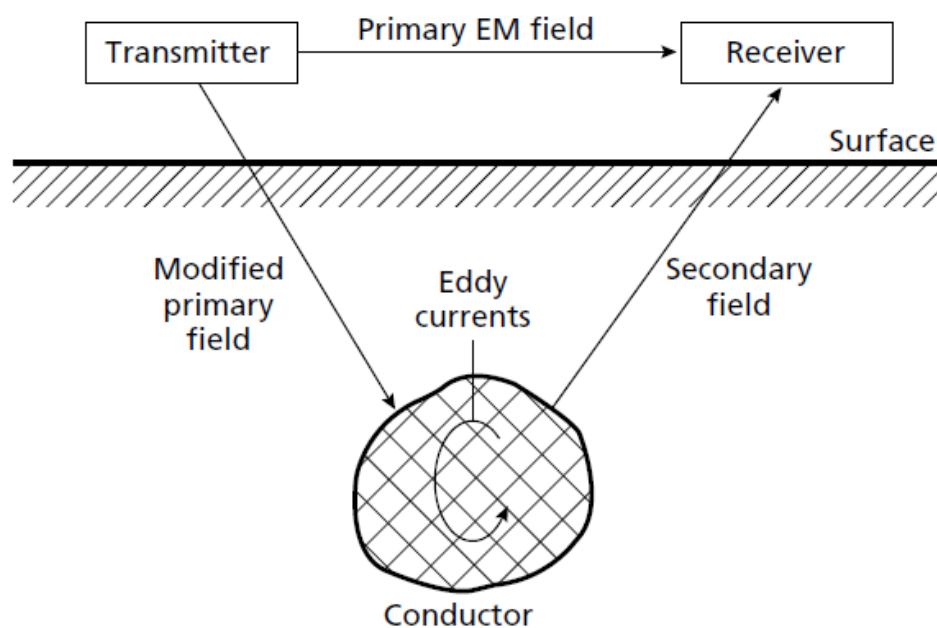 Primary EM field
Transmitter
Receiver
Surface
Modified
primary
field
Eddy
currents
Secondary
field
Conductor